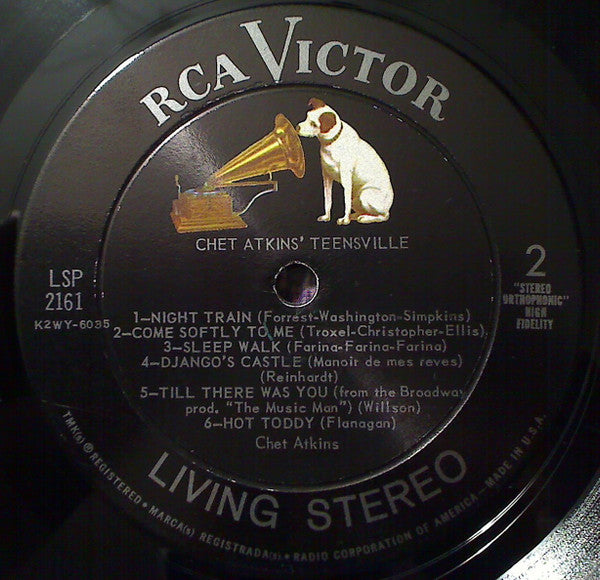 RCA VICTOR
CHET ATKINS' TEENSVILLE
LSP
2161
K2WY-6035
2
"STEREO
ORTHOPHONIC"
HIGH
FIDELITY
1—NIGHT TRAIN (Forrest-Washington-Simpkins)
2—COME SOFTLY TO ME (Troxel-Christopher-Ellis)
3—SLEEP WALK (Farina-Farina-Farina)
4—DJANGO'S CASTLE (Manoir de mes reves)
(Reinhardt)
5—TILL THERE WAS YOU (from the Broadway
prod. "The Music Man") (Willson)
6—HOT TODDY (Flanagan)
Chet Atkins
LIVING STEREO
TMK(s) ® REGISTERED • MARCA(s) REGISTRADA(s) • RADIO CORPORATION OF AMERICA—MADE IN U.S.A.